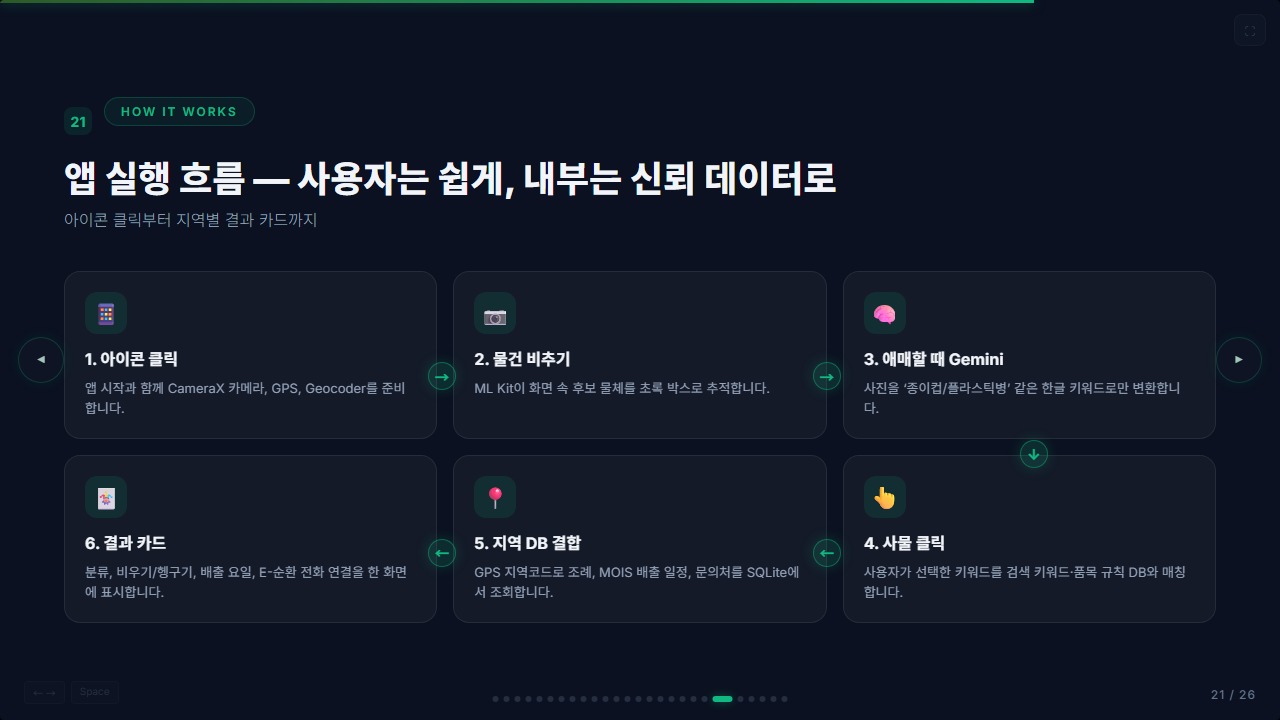 21
HOW IT WORKS
앱 실행 흐름 — 사용자는 쉽게, 내부는 신뢰 데이터로
아이콘 클릭부터 지역별 결과 카드까지
1. 아이콘 클릭
앱 시작과 함께 CameraX 카메라, GPS, Geocoder를 준비
합니다.
→
2. 물건 비추기
ML Kit이 화면 속 후보 물체를 초록 박스로 추적합니다.
→
3. 애매할 때 Gemini
사진을 ‘종이컵/플라스틱병’ 같은 한글 키워드로만 변환합니
다.
↓
6. 결과 카드
분류, 비우기/헹구기, 배출 요일, E-순환 전화 연결을 한 화면
에 표시합니다.
←
5. 지역 DB 결합
GPS 지역코드로 조례, MOIS 배출 일정, 문의처를 SQLite에
서 조회합니다.
←
4. 사물 클릭
사용자가 선택한 키워드를 검색 키워드·품목 규칙 DB와 매칭
합니다.
← → Space
21 / 26